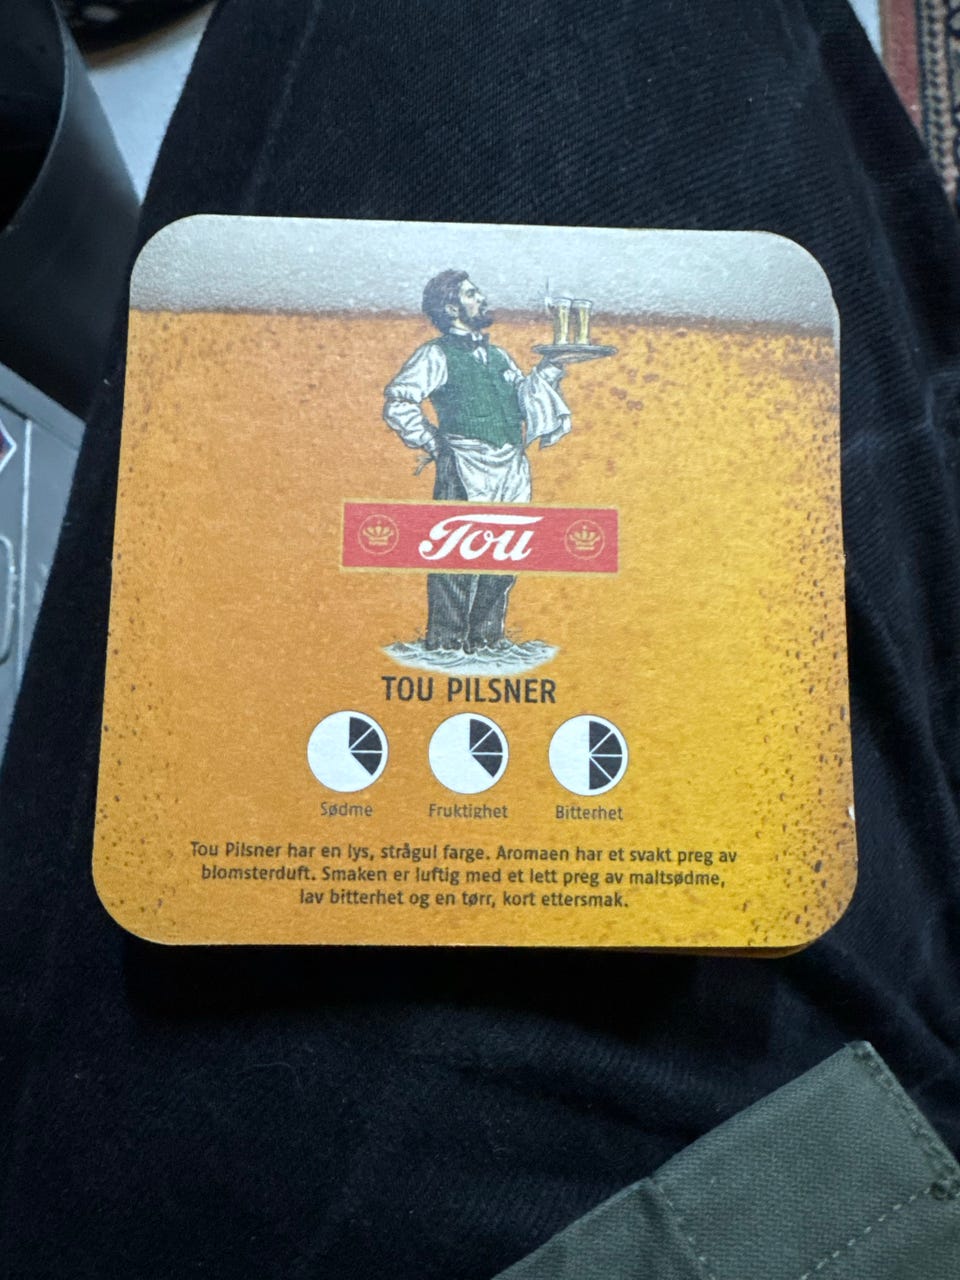 Tou
TOU PILSNER
Sødme
Fruktighet
Bitterhet
Tou Pilsner har en lys, strågul farge. Aromaen har et svakt preg av
blomsterduft. Smaken er luftig med et lett preg av maltsødme,
lav bitterhet og en tørr, kort ettersmak.